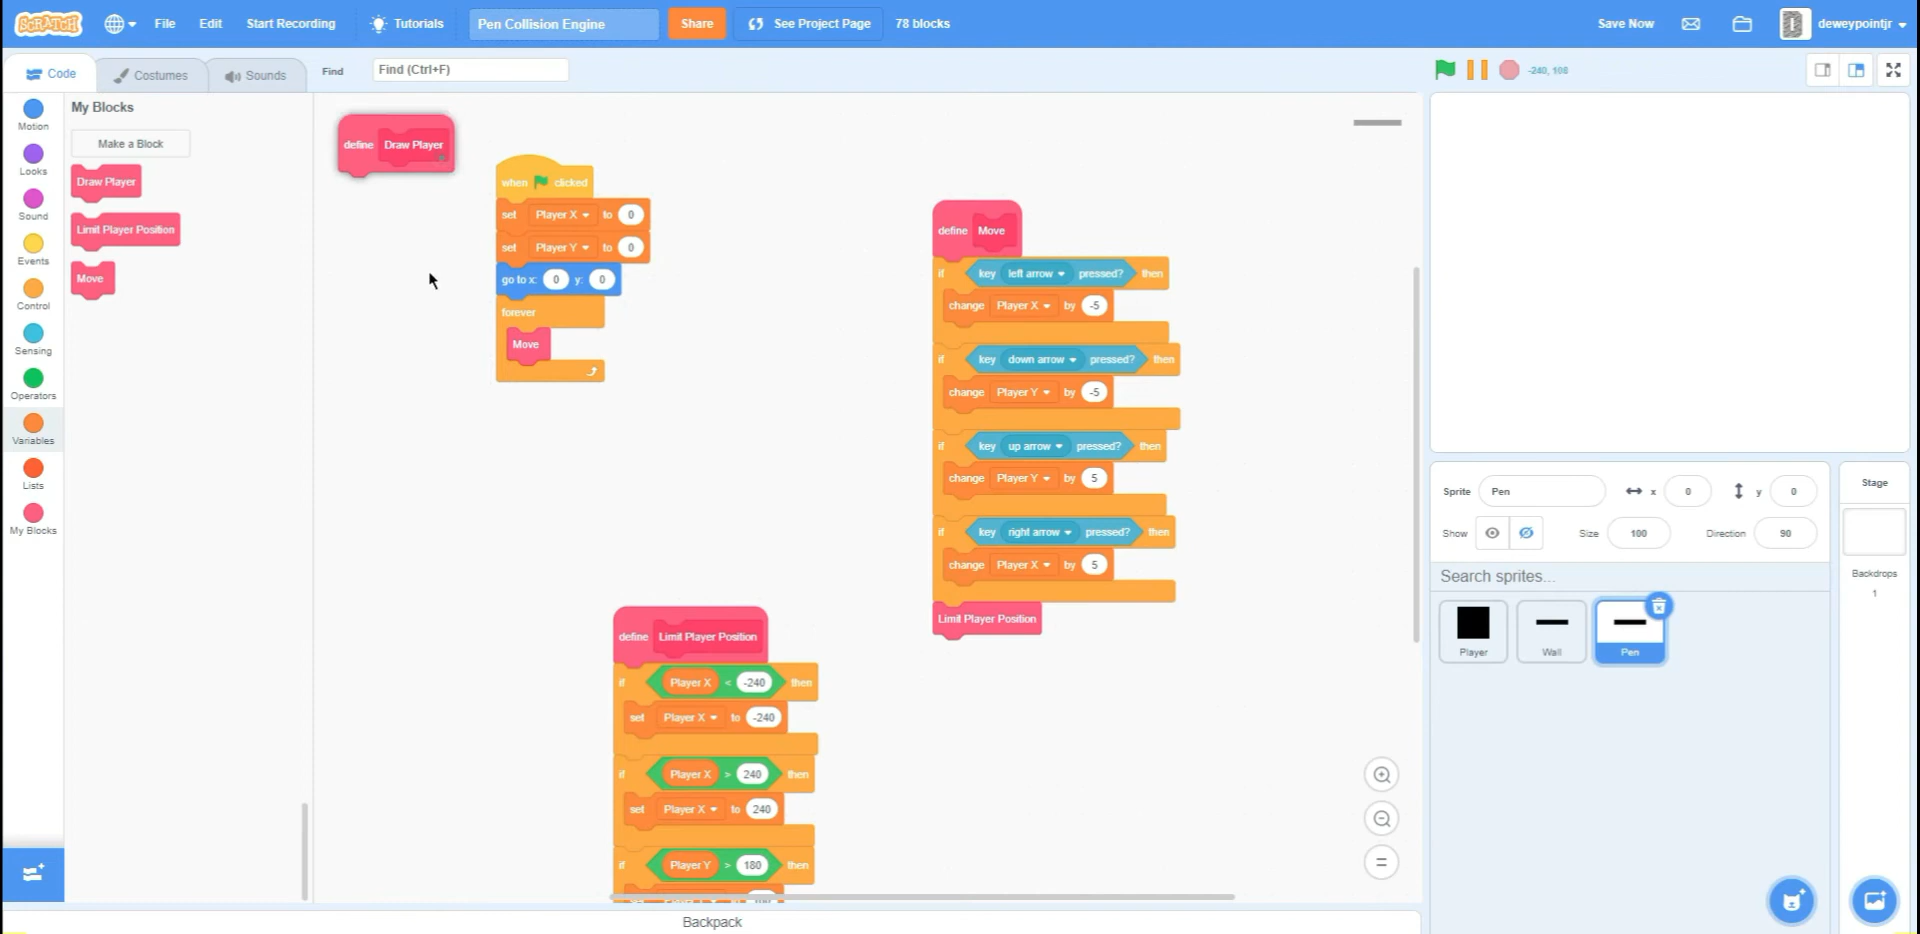 SCRATCH File Edit Start Recording Tutorials Pen Collision Engine Share See Project Page 78 blocks Save Now deweypointjr
Code Costumes Sounds Find Find (Ctrl+F) -240, 108
Motion
Looks
Sound
Events
Control
Sensing
Operators
Variables
Lists
My Blocks
My Blocks
Make a Block
Draw Player
Limit Player Position
Move
define Draw Player
when clicked
set Player X to 0
set Player Y to 0
go to x: 0 y: 0
forever
Move
define Move
if key left arrow pressed? then
change Player X by -5
if key down arrow pressed? then
change Player Y by -5
if key up arrow pressed? then
change Player Y by 5
if key right arrow pressed? then
change Player X by 5
Limit Player Position
define Limit Player Position
if Player X < -240 then
set Player X to -240
if Player X > 240 then
set Player X to 240
if Player Y > 180 then
Backpack
Sprite Pen x 0 y 0
Show Size 100 Direction 90
Search sprites...
Player Wall Pen
Stage
Backdrops
1